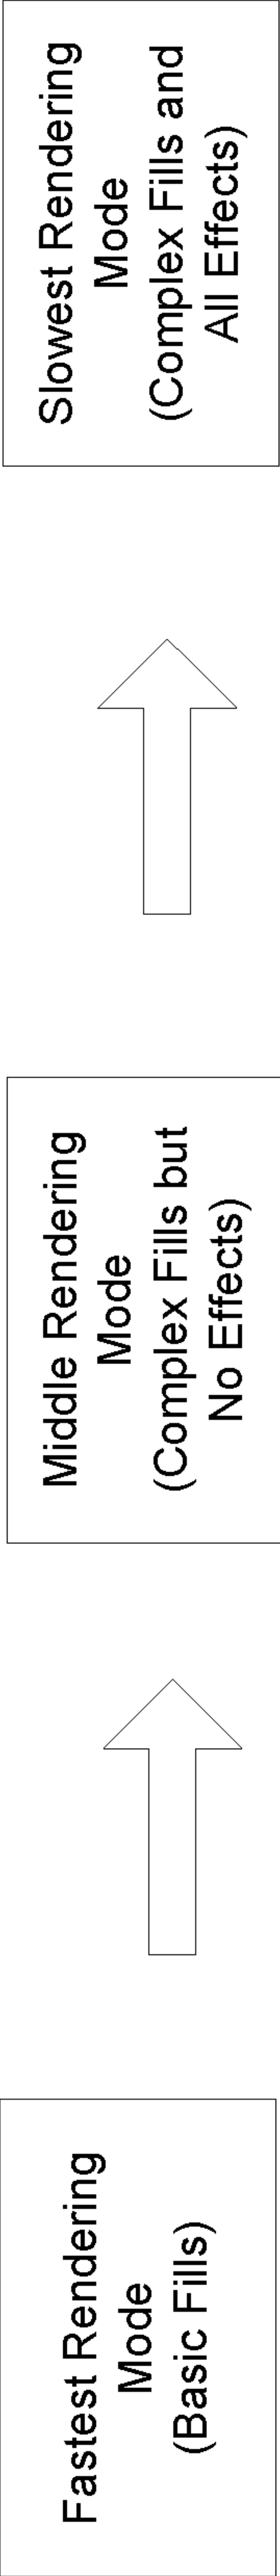 Fastest Rendering
Mode
(Basic Fills)
Middle Rendering
Mode
(Complex Fills but
No Effects)
Slowest Rendering
Mode
(Complex Fills and
All Effects)